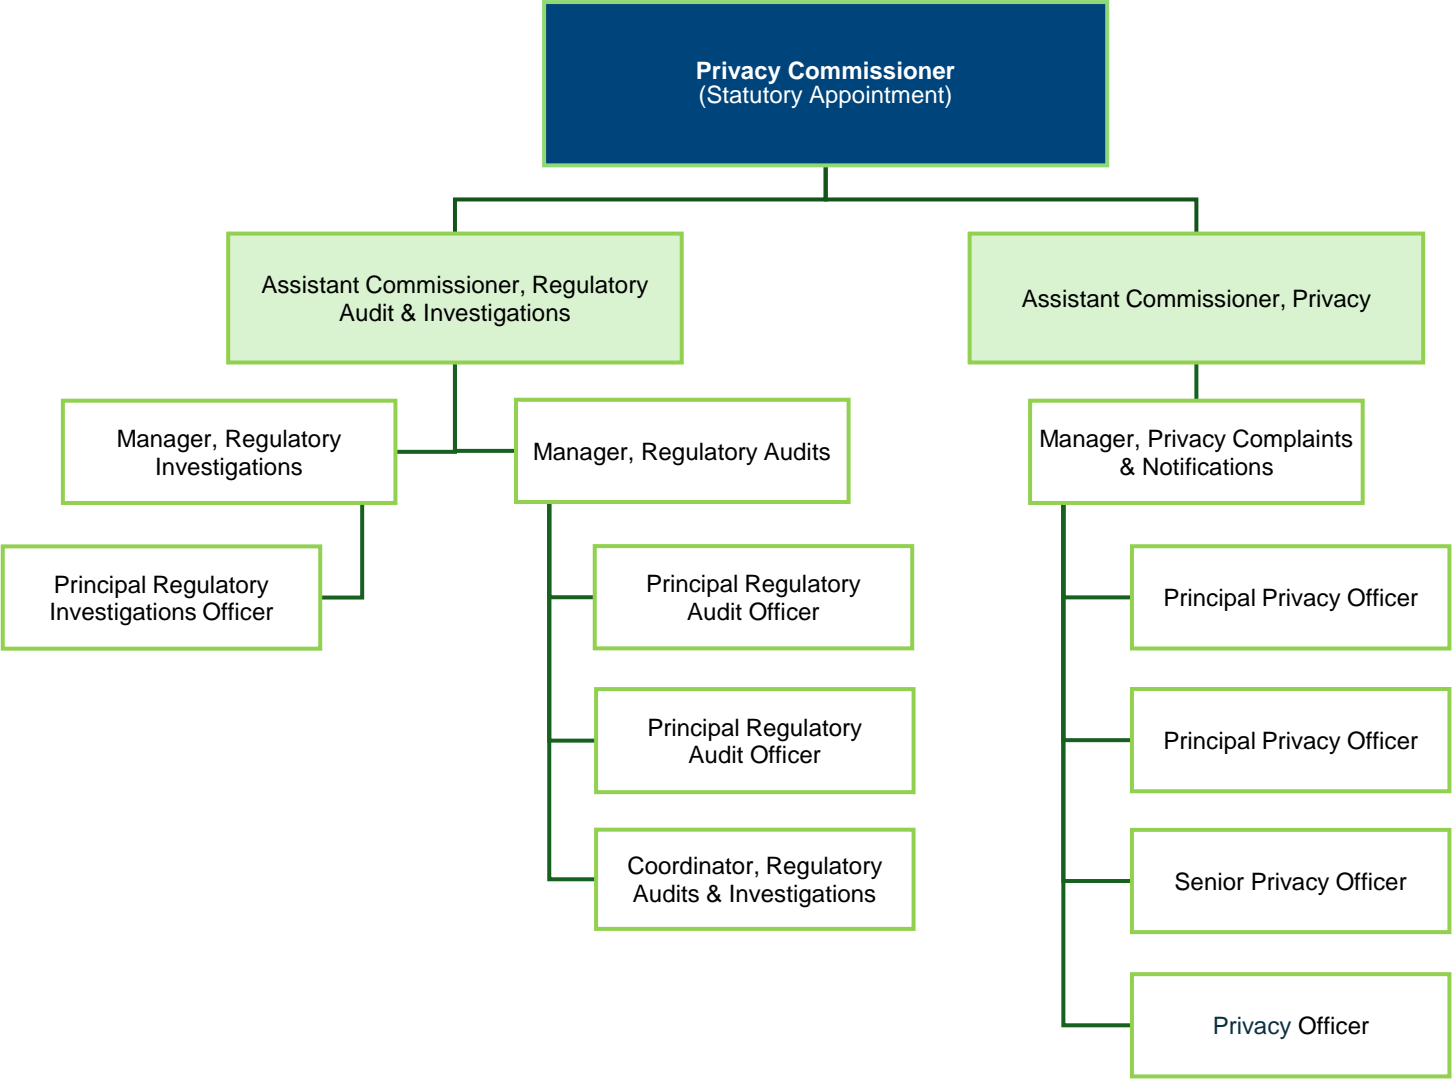 Privacy Commissioner
(Statutory Appointment)
Assistant Commissioner, Regulatory
Audit & Investigations
Assistant Commissioner, Privacy
Manager, Regulatory
Investigations
Manager, Regulatory Audits
Manager, Privacy Complaints
& Notifications
Principal Regulatory
Investigations Officer
Principal Regulatory
Audit Officer
Principal Privacy Officer
Principal Regulatory
Audit Officer
Principal Privacy Officer
Coordinator, Regulatory
Audits & Investigations
Senior Privacy Officer
Privacy Officer